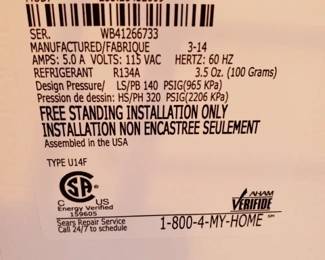 SER. WB41266733
MANUFACTURED/FABRIQUE 3-14
AMPS: 5.0 A VOLTS: 115 VAC HERTZ: 60 HZ
REFRIGERANT R134A 3.5 Oz. (100 Grams)
Design Pressure/ LS/PB 140 PSIG(965 KPa)
Pression de dessin: HS/PH 320 PSIG(2206 KPa)
FREE STANDING INSTALLATION ONLY
INSTALLATION NON ENCASTREE SEULEMENT
Assembled in the USA
TYPE U14F
SA
C US
Energy Verified
159605
AHAM
VERIFIDE
Sears Repair Service
Call 24/7 to schedule
1-800-4-MY-HOME SM